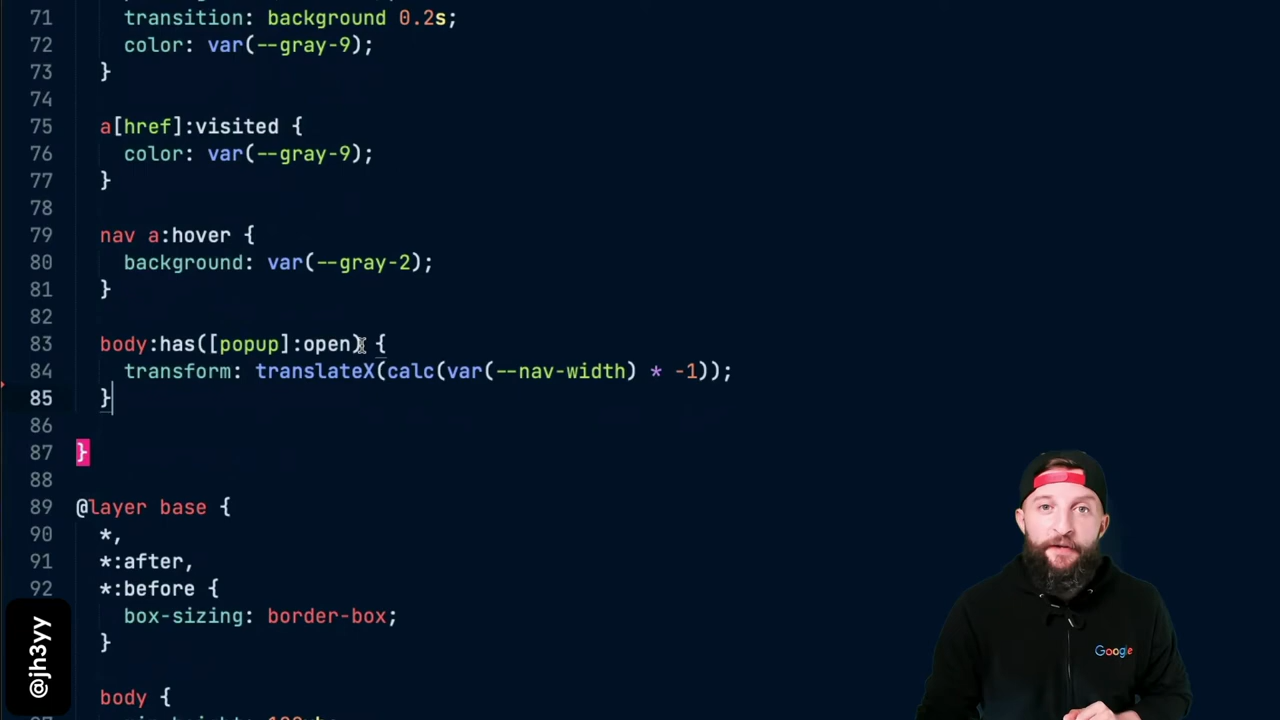 71 transition: background 0.2s;
72 color: var(--gray-9);
73 }
74
75 a[href]:visited {
76 color: var(--gray-9);
77 }
78
79 nav a:hover {
80 background: var(--gray-2);
81 }
82
83 body:has([popup]:open) {
84 transform: translateX(calc(var(--nav-width) * -1));
85 }
86
87 }
88
89 @layer base {
90 *,
91 *:after,
92 *:before {
box-sizing: border-box;
}
body {
@jh3yy
Google